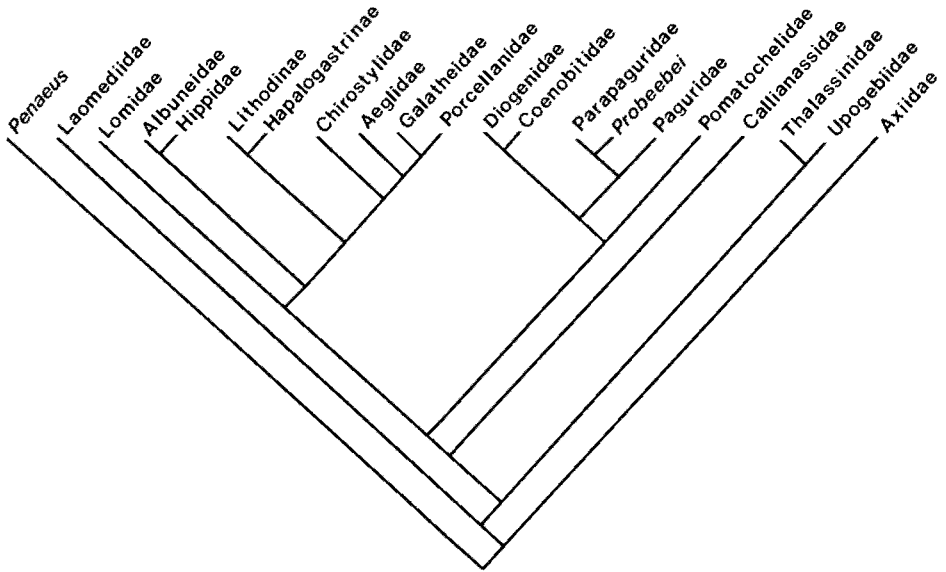 Penaeus
Laomediidae
Lomidae
Albuneidae
Hippidae
Lithodinae
Hapalogastrinae
Chirostylidae
Aeglidae
Galatheidae
Porcellanidae
Diogenidae
Coenobitidae
Parapaguridae
Probeebei
Paguridae
Pomatochelidae
Callianassidae
Thalassinidae
Upogebiidae
Axiidae